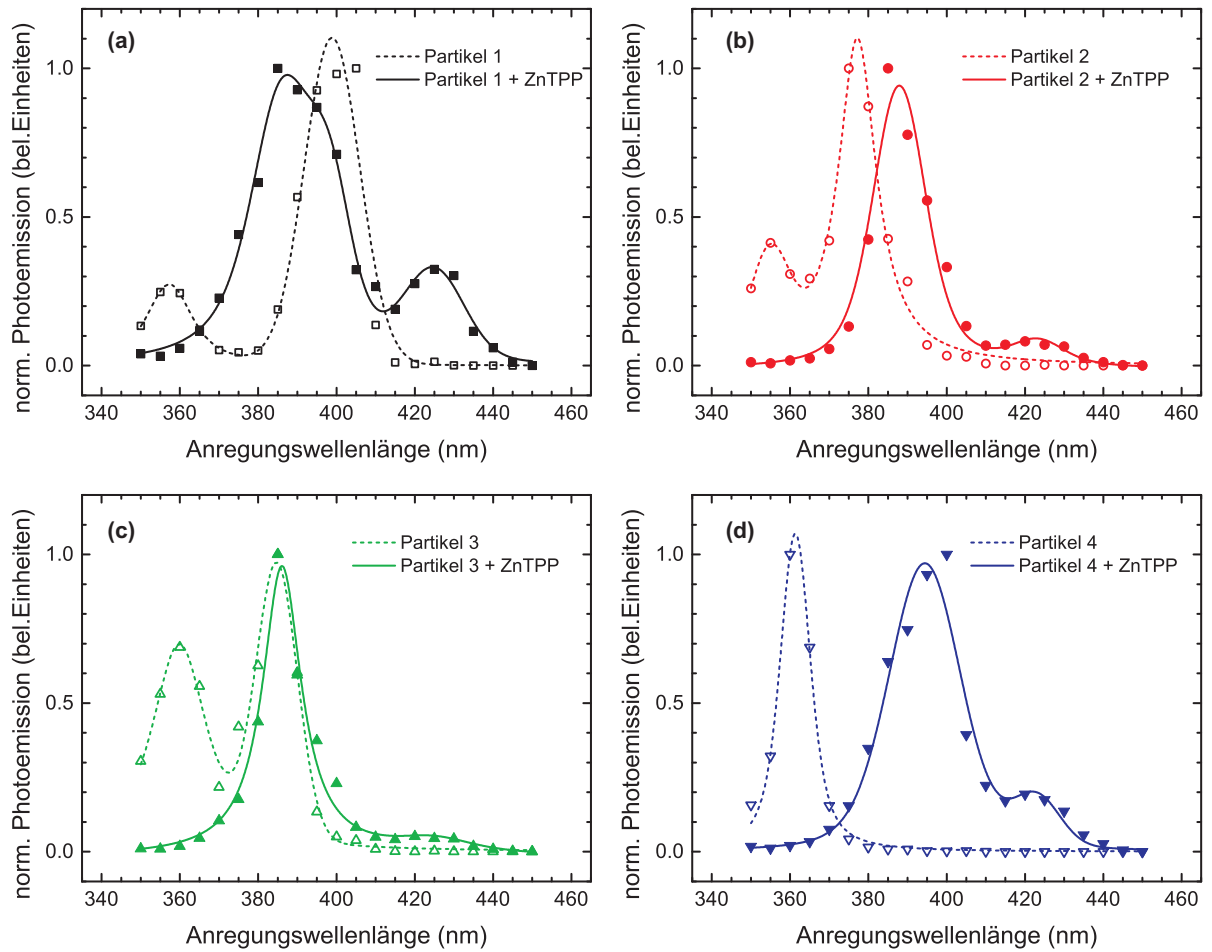 (a)
Partikel 1
Partikel 1 + ZnTPP
norm. Photoemission (bel.Einheiten)
1.0
0.5
0.0
340 360 380 400 420 440 460
Anregungswellenlänge (nm)
(b)
Partikel 2
Partikel 2 + ZnTPP
norm. Photoemission (bel.Einheiten)
1.0
0.5
0.0
340 360 380 400 420 440 460
Anregungswellenlänge (nm)
(c)
Partikel 3
Partikel 3 + ZnTPP
norm. Photoemission (bel.Einheiten)
1.0
0.5
0.0
340 360 380 400 420 440 460
Anregungswellenlänge (nm)
(d)
Partikel 4
Partikel 4 + ZnTPP
norm. Photoemission (bel.Einheiten)
1.0
0.5
0.0
340 360 380 400 420 440 460
Anregungswellenlänge (nm)